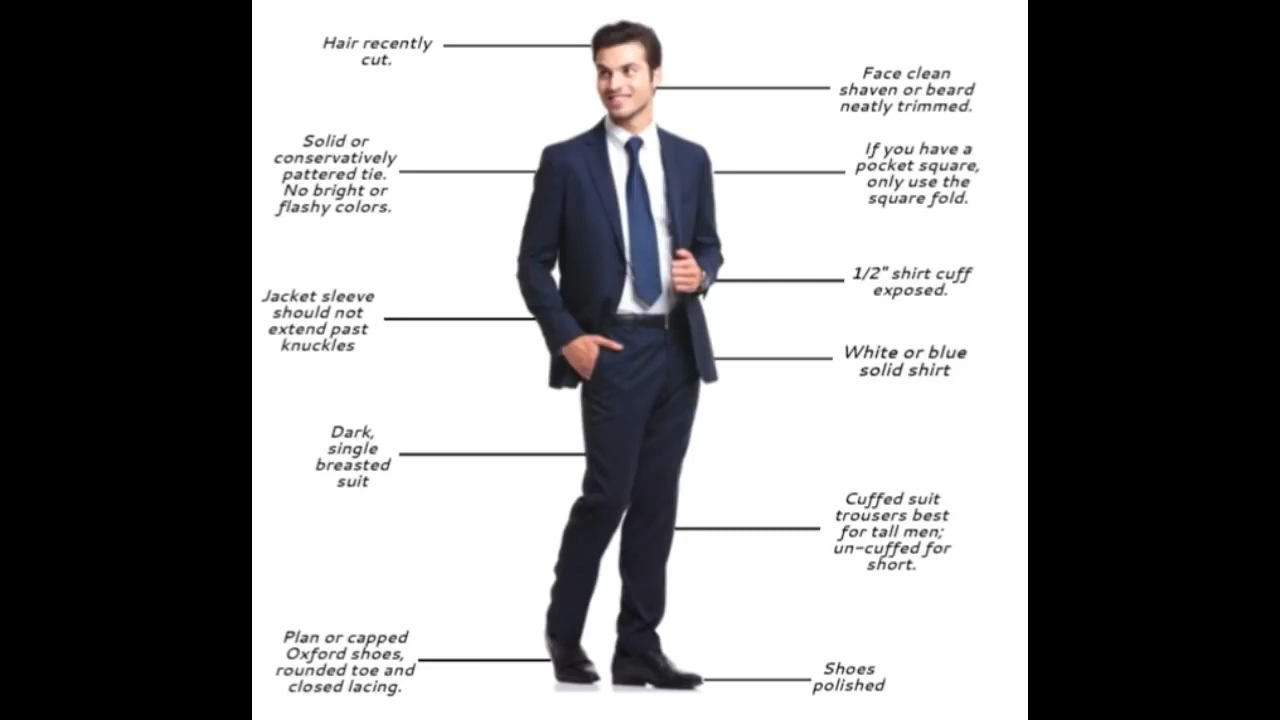 Hair recently
cut.
Face clean
shaven or beard
neatly trimmed.
Solid or
conservatively
pattered tie.
No bright or
flashy colors.
If you have a
pocket square,
only use the
square fold.
1/2" shirt cuff
exposed.
Jacket sleeve
should not
extend past
knuckles
White or blue
solid shirt
Dark,
single
breasted
suit
Cuffed suit
trousers best
for tall men;
un-cuffed for
short.
Plan or capped
Oxford shoes,
rounded toe and
closed lacing.
Shoes
polished